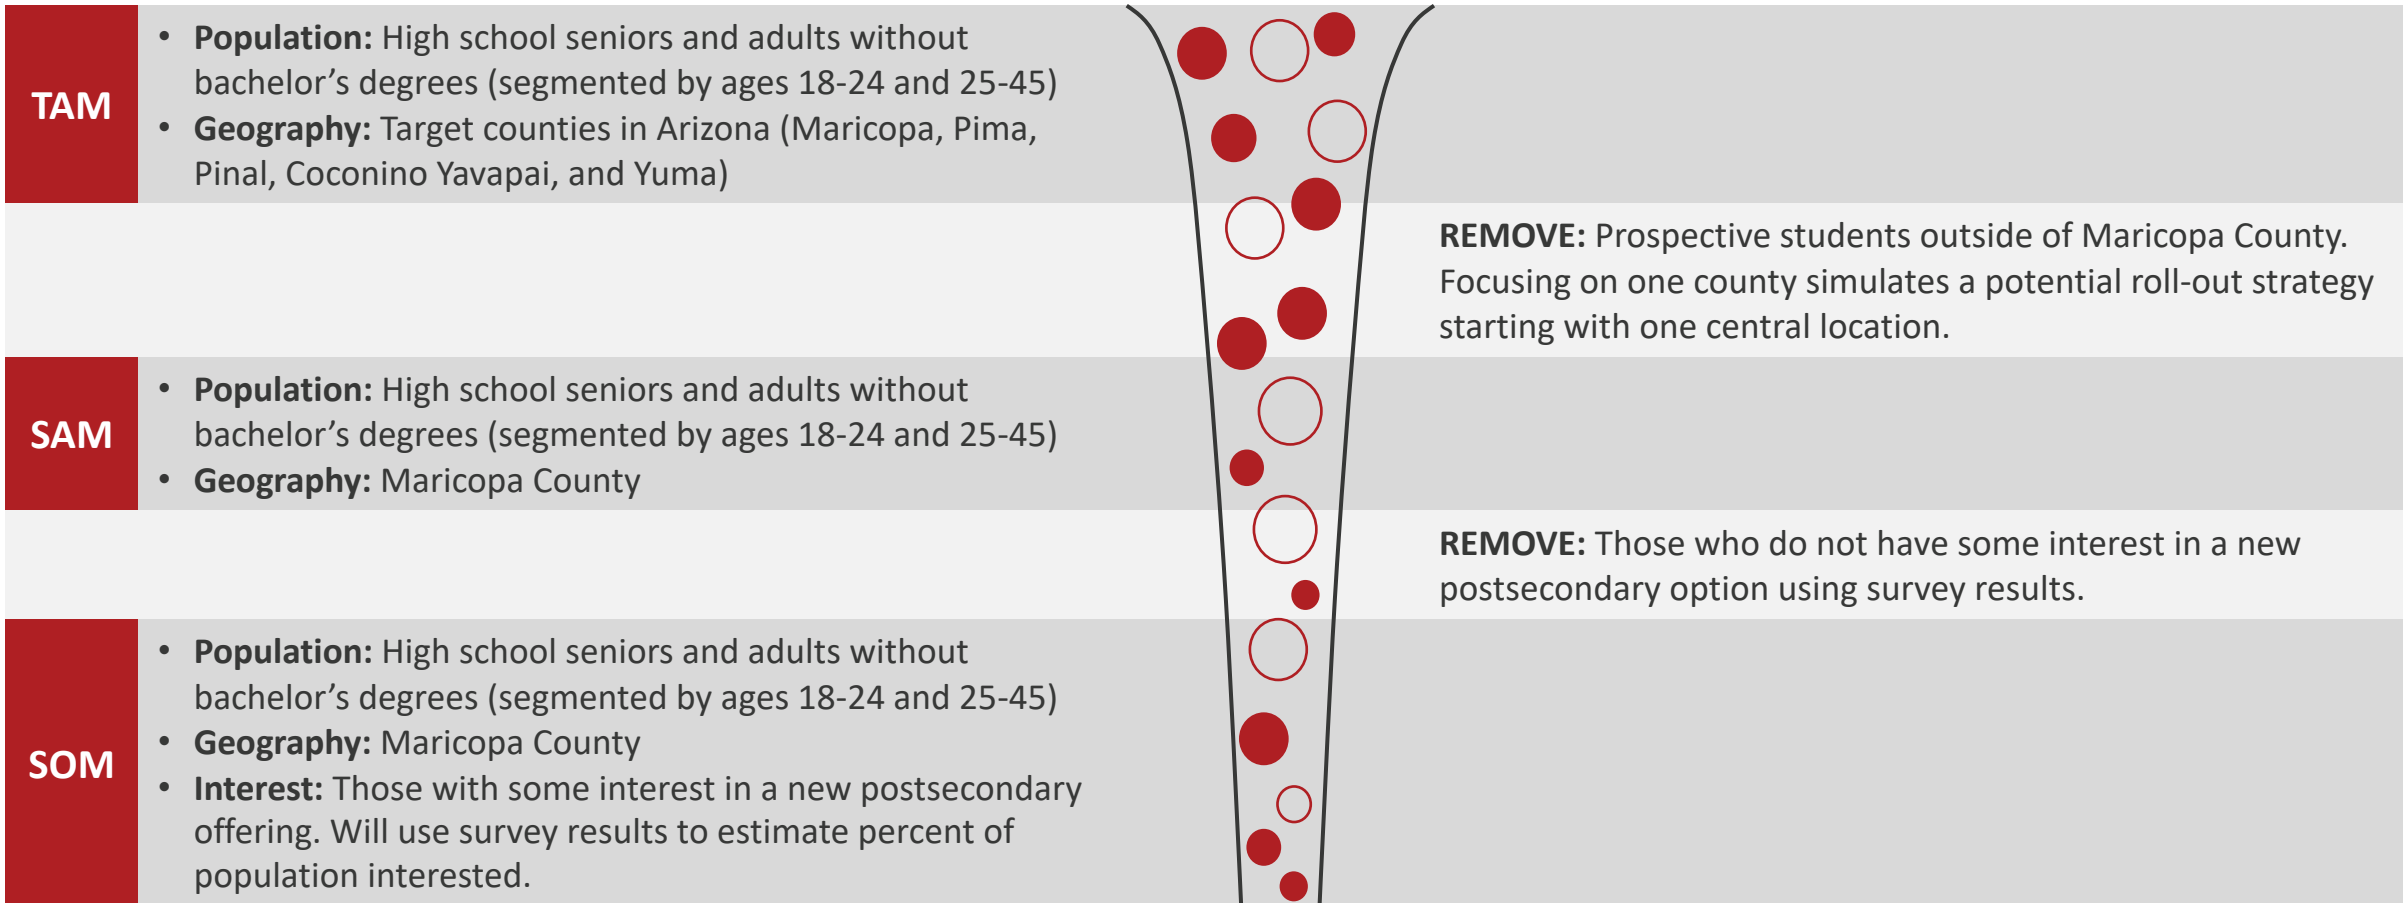 TAM
• Population: High school seniors and adults without
bachelor’s degrees (segmented by ages 18-24 and 25-45)
• Geography: Target counties in Arizona (Maricopa, Pima,
Pinal, Coconino Yavapai, and Yuma)
REMOVE: Prospective students outside of Maricopa County.
Focusing on one county simulates a potential roll-out strategy
starting with one central location.
SAM
• Population: High school seniors and adults without
bachelor’s degrees (segmented by ages 18-24 and 25-45)
• Geography: Maricopa County
REMOVE: Those who do not have some interest in a new
postsecondary option using survey results.
SOM
• Population: High school seniors and adults without
bachelor’s degrees (segmented by ages 18-24 and 25-45)
• Geography: Maricopa County
• Interest: Those with some interest in a new postsecondary
offering. Will use survey results to estimate percent of
population interested.